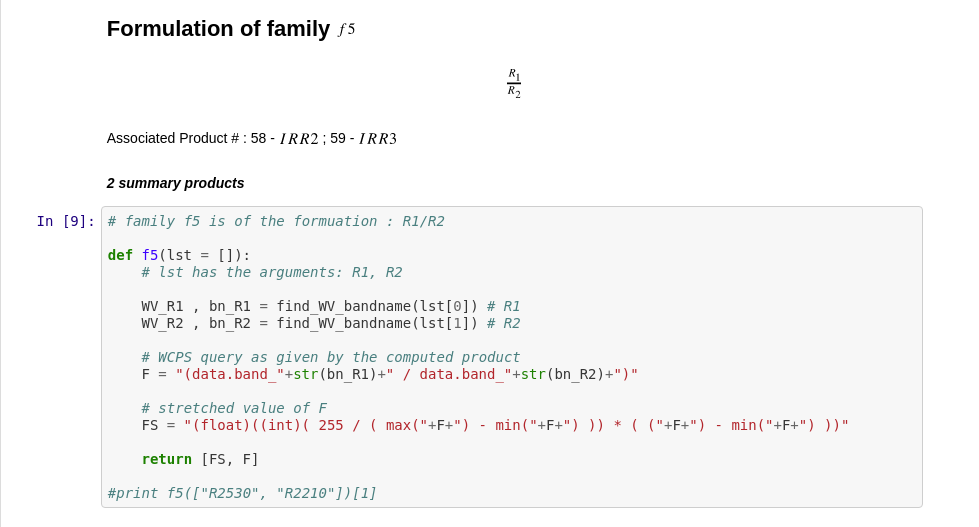 Formulation of family f5
R1
R2
Associated Product # : 58 - IRR2 ; 59 - IRR3
2 summary products
In [9]: # family f5 is of the formuation : R1/R2
def f5(lst = []):
    # lst has the arguments: R1, R2
    WV_R1 , bn_R1 = find_WV_bandname(lst[0]) # R1
    WV_R2 , bn_R2 = find_WV_bandname(lst[1]) # R2
    # WCPS query as given by the computed product
    F = "(data.band_"+str(bn_R1)+" / data.band_"+str(bn_R2)+")"
    # stretched value of F
    FS = "(float)((int)( 255 / ( max("+F+") - min("+F+") )) * ( ("+F+") - min("+F+") ))"
    return [FS, F]
#print f5(["R2530", "R2210"])[1]